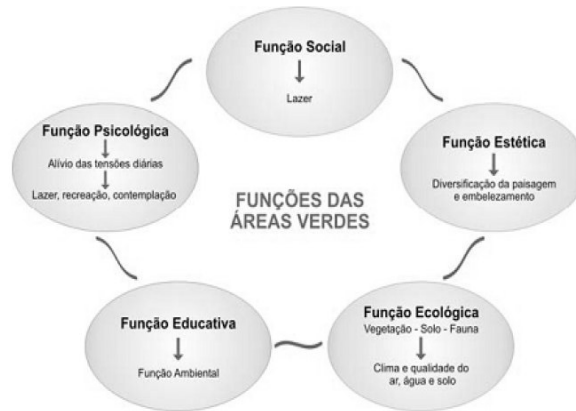 Função Social
Lazer
Função Psicológica
Alívio das tensões diárias
Lazer, recreação, contemplação
Função Estética
Diversificação da paisagem
e embelezamento
FUNÇÕES DAS
ÁREAS VERDES
Função Educativa
Função Ambiental
Função Ecológica
Vegetação - Solo - Fauna
Clima e qualidade do
ar, água e solo